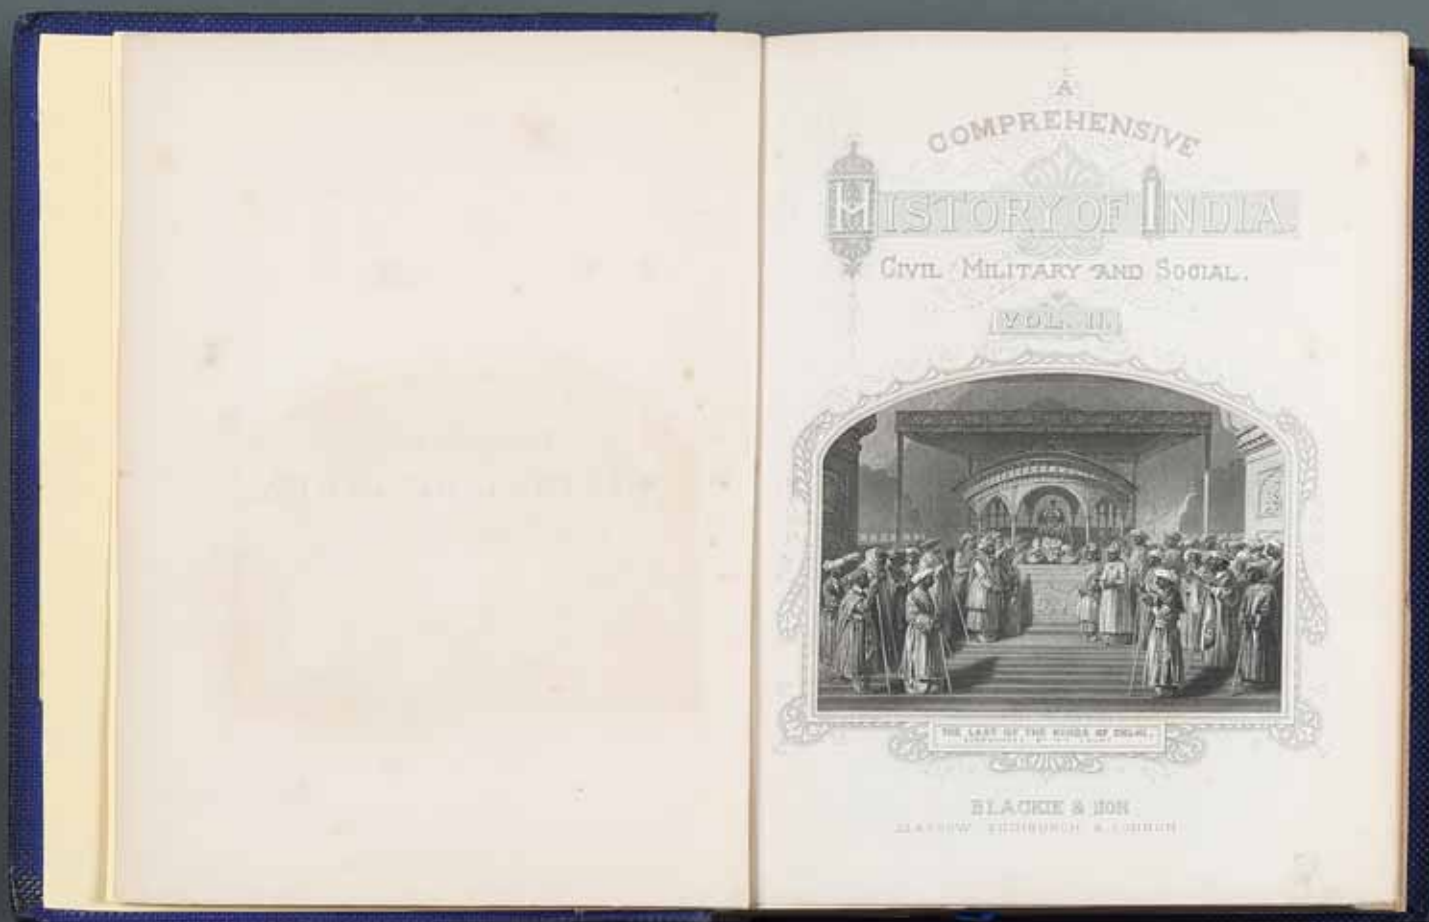 A
COMPREHENSIVE
HISTORY OF INDIA.
CIVIL MILITARY AND SOCIAL.
VOL. II.
THE LAST OF THE KINGS OF DELHI.
BLACKIE & SON
GLASGOW EDINBURGH & LONDON